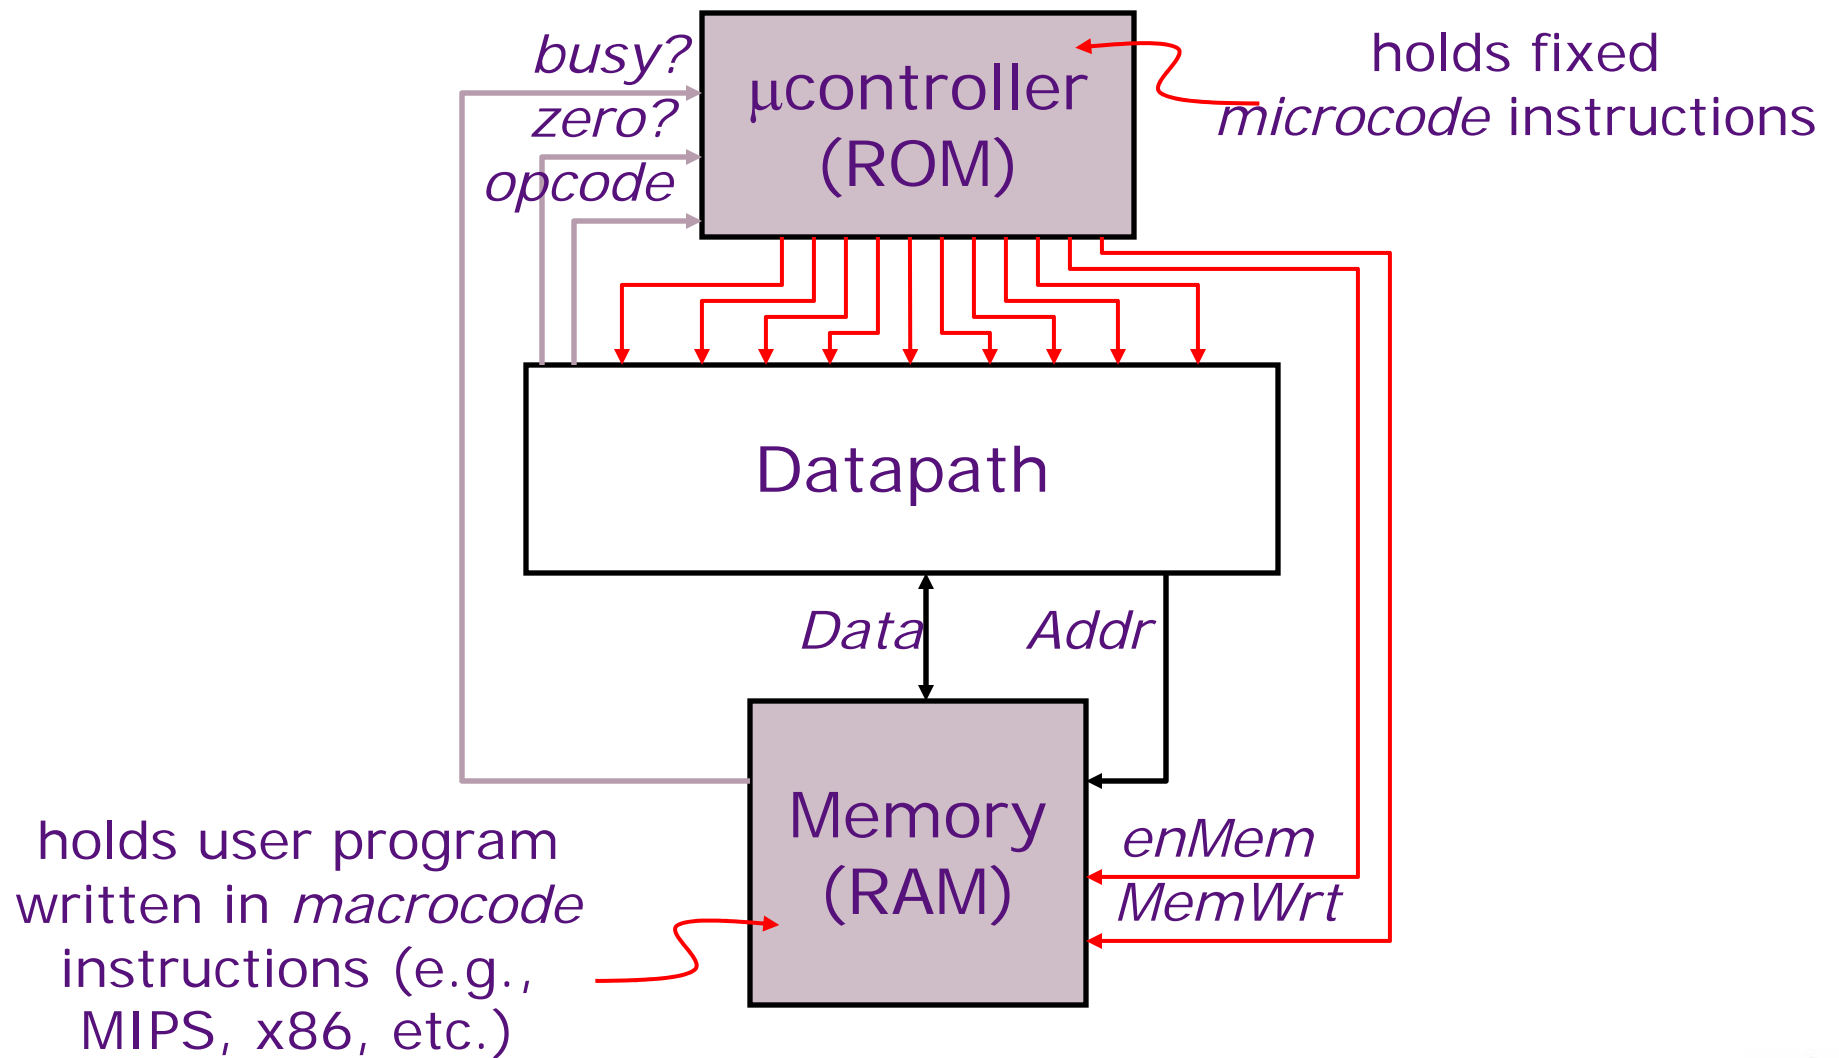 busy?
zero?
opcode
μcontroller
(ROM)
holds fixed
microcode instructions
Datapath
Data
Addr
Memory
(RAM)
enMem
MemWrt
holds user program
written in macrocode
instructions (e.g.,
MIPS, x86, etc.)